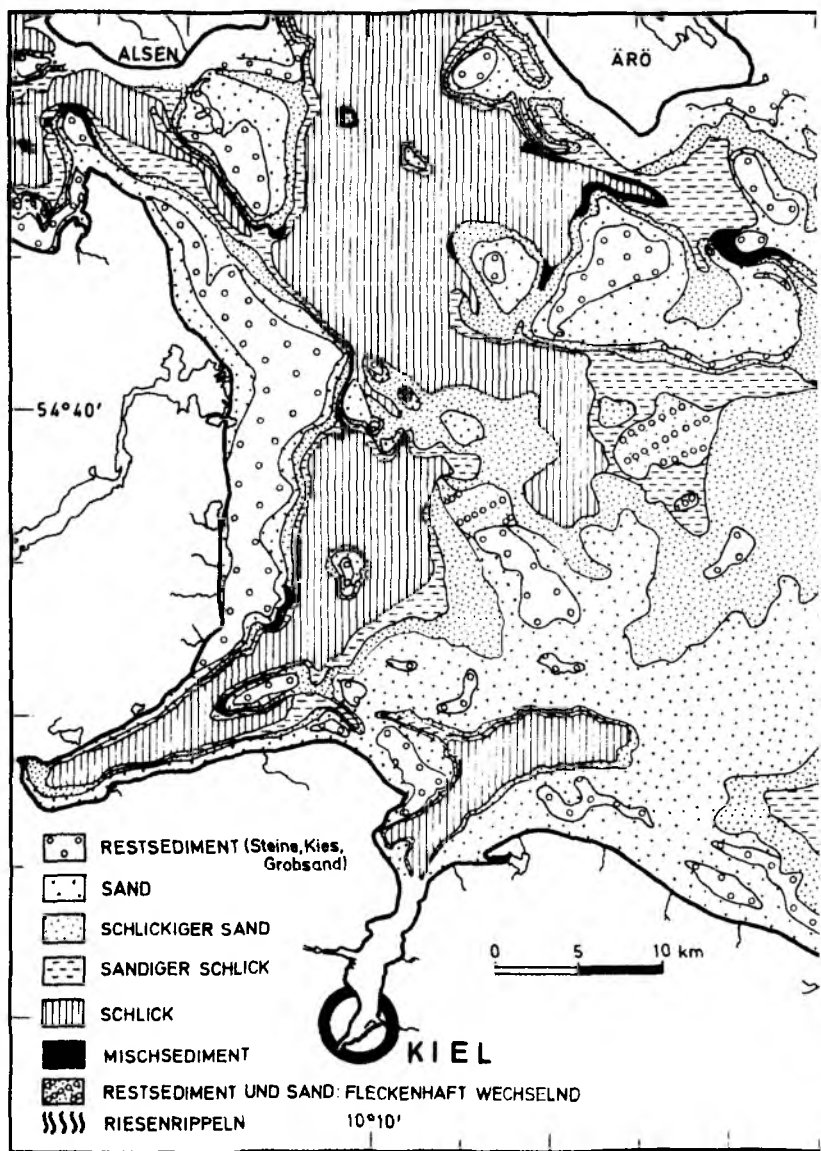 ALSEN
ÄRÖ
54°40'
RESTSEDIMENT (Steine, Kies,
Grobsand)
SAND
SCHLICKIGER SAND
SANDIGER SCHLICK
SCHLICK
MISCHSEDIMENT
RESTSEDIMENT UND SAND: FLECKENHAFT WECHSELND
RIESENRIPPELN
0 5 10 km
KIEL
10°10'